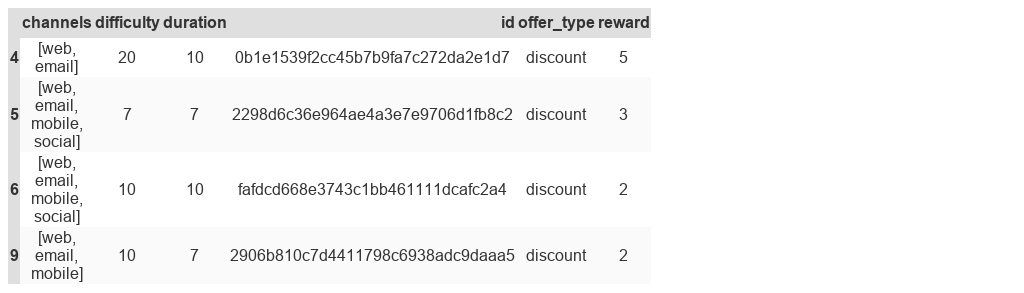 channels difficulty duration id offer_type reward
4 [web, email] 20 10 0b1e1539f2cc45b7b9fa7c272da2e1d7 discount 5
5 [web, email, mobile, social] 7 7 2298d6c36e964ae4a3e7e9706d1fb8c2 discount 3
6 [web, email, mobile, social] 10 10 fafdcd668e3743c1bb461111dcafc2a4 discount 2
9 [web, email, mobile] 10 7 2906b810c7d4411798c6938adc9daaa5 discount 2